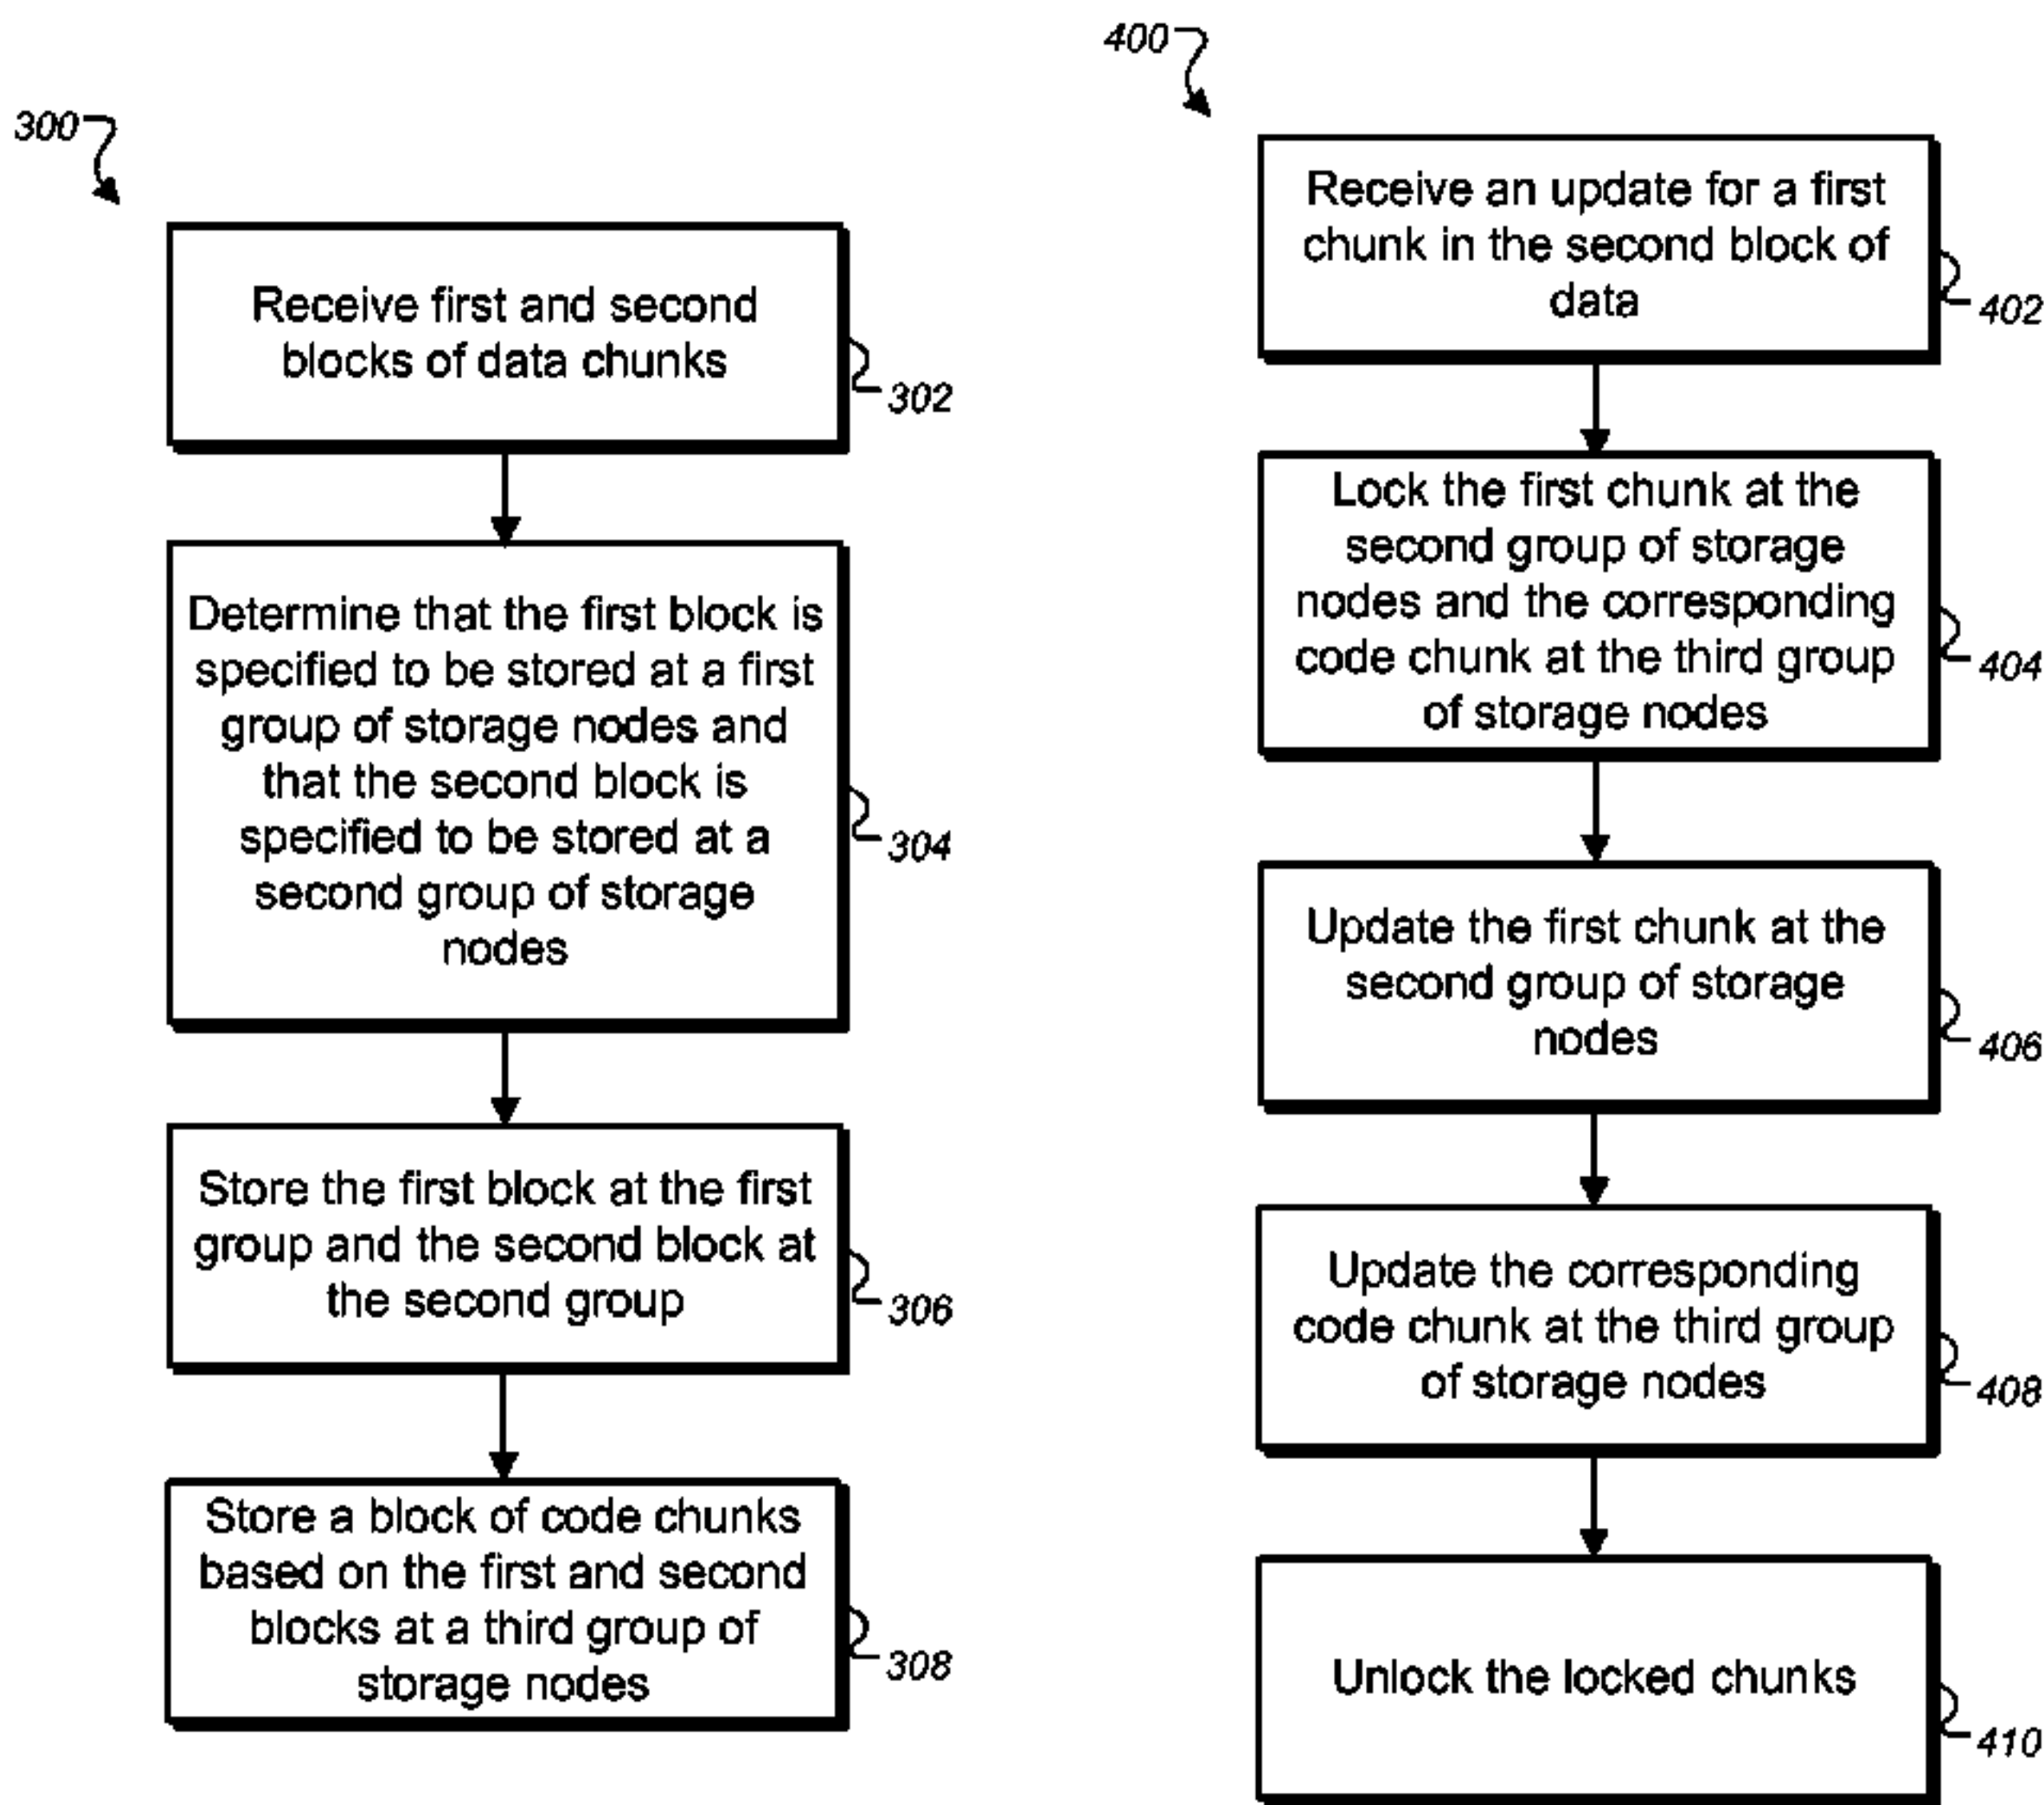 300
Receive first and second
blocks of data chunks
302
Determine that the first block is
specified to be stored at a first
group of storage nodes and
that the second block is
specified to be stored at a
second group of storage
nodes
304
Store the first block at the first
group and the second block at
the second group
306
Store a block of code chunks
based on the first and second
blocks at a third group of
storage nodes
308
400
Receive an update for a first
chunk in the second block of
data
402
Lock the first chunk at the
second group of storage
nodes and the corresponding
code chunk at the third group
of storage nodes
404
Update the first chunk at the
second group of storage
nodes
406
Update the corresponding
code chunk at the third group
of storage nodes
408
Unlock the locked chunks
410